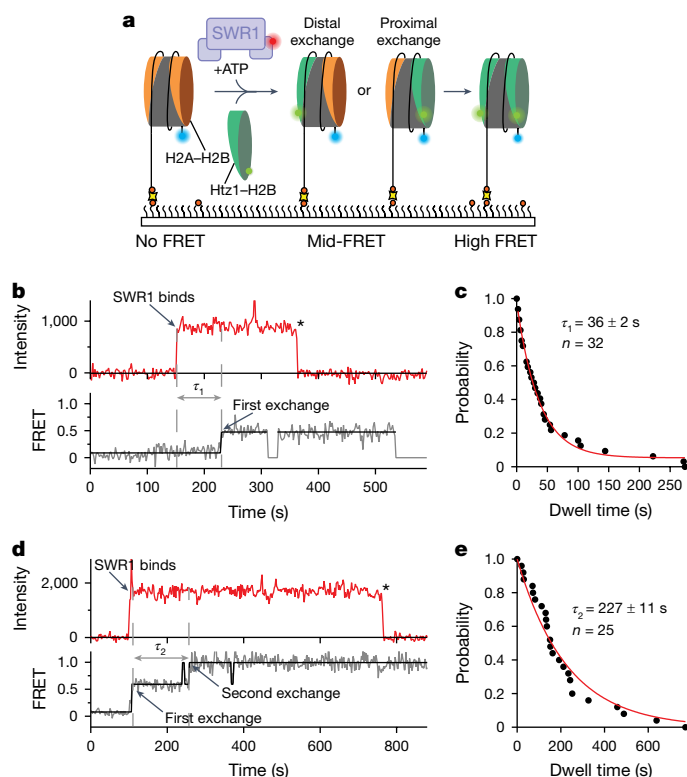 a
SWR1
+ATP
Distal
exchange
or
Proximal
exchange
H2A–H2B
Htz1–H2B
No FRET
Mid-FRET
High FRET
b
SWR1 binds
*
Intensity
1,000
0
τ1
First exchange
FRET
1.0
0.5
0
0 100 200 300 400 500
Time (s)
c
Probability
1.0
0.8
0.6
0.4
0.2
0
τ1 = 36 ± 2 s
n = 32
0 50 100 150 200 250
Dwell time (s)
d
SWR1 binds
*
Intensity
2,000
0
τ2
Second exchange
First exchange
FRET
1.0
0.5
0
0 200 400 600 800
Time (s)
e
Probability
1.0
0.8
0.6
0.4
0.2
0
τ2 = 227 ± 11 s
n = 25
0 200 400 600
Dwell time (s)